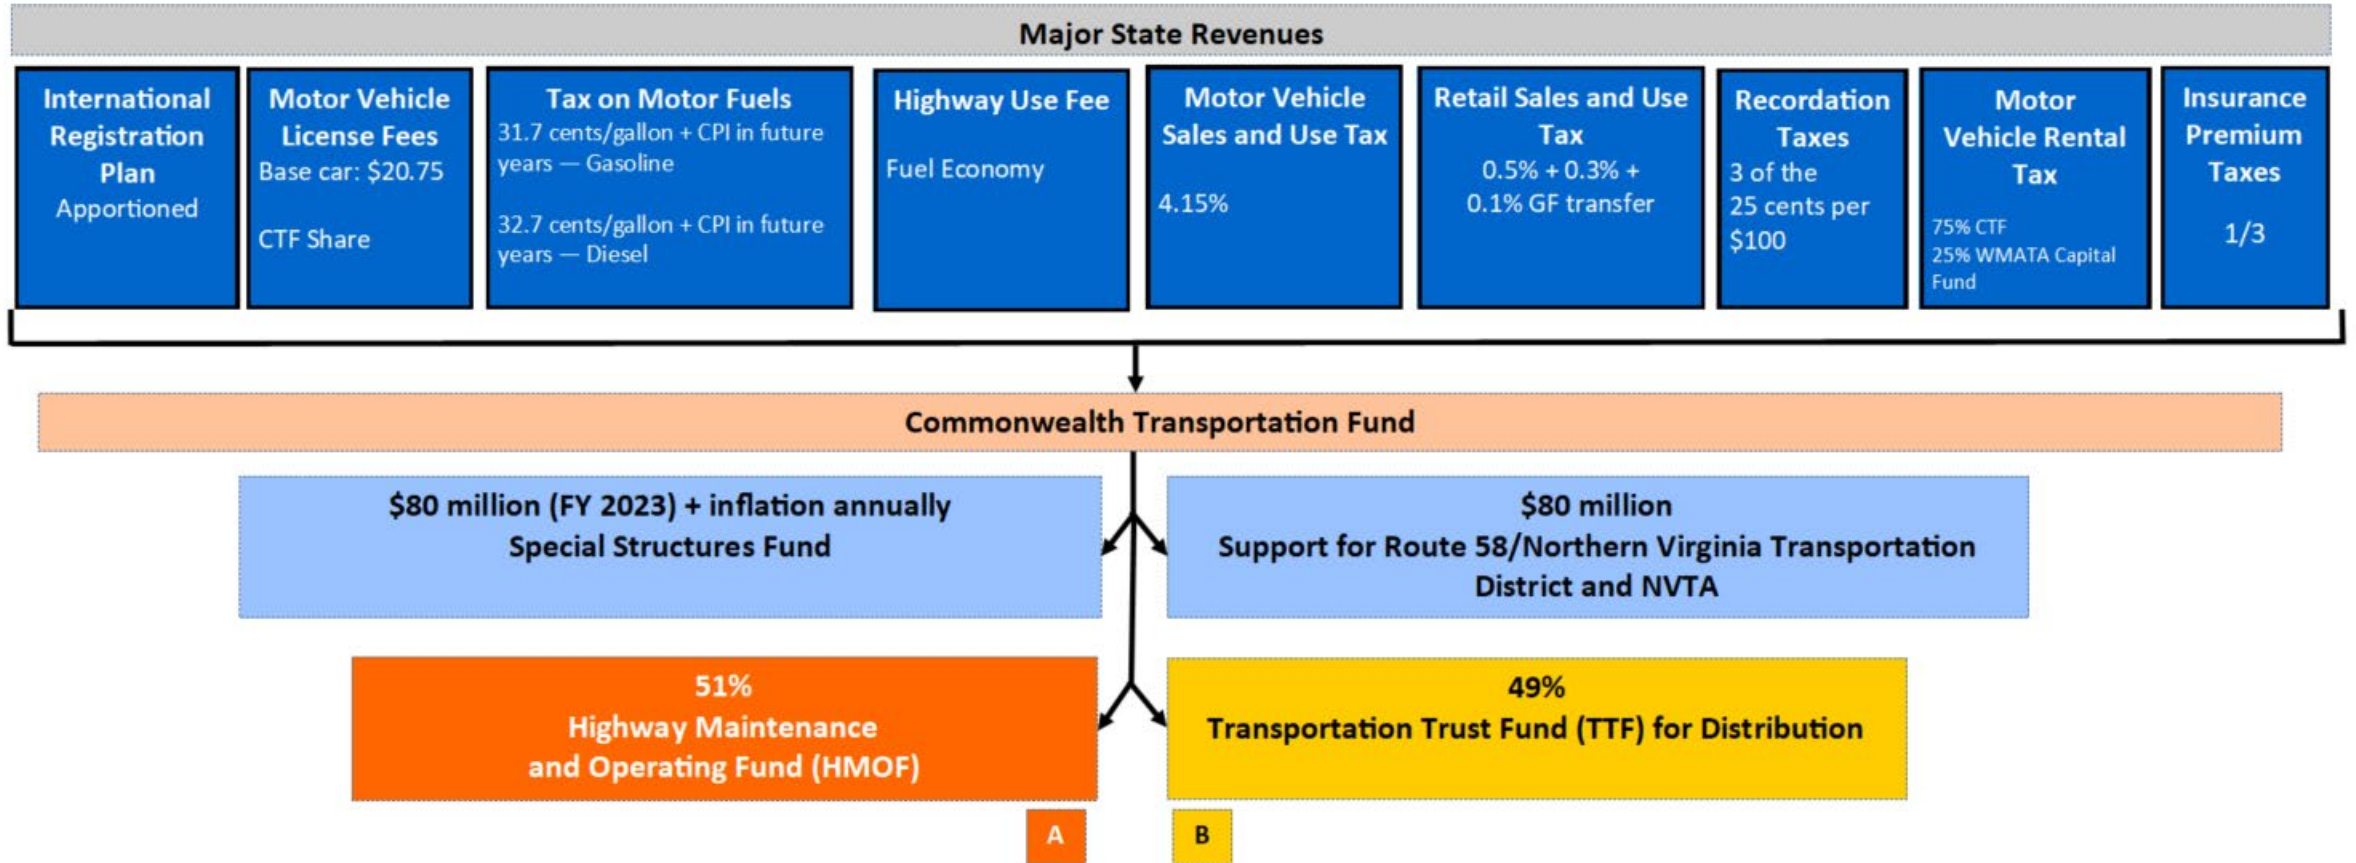 Major State Revenues
International
Registration
Plan
Apportioned
Motor Vehicle
License Fees
Base car: $20.75
CTF Share
Tax on Motor Fuels
31.7 cents/gallon + CPI in future
years — Gasoline
32.7 cents/gallon + CPI in future
years — Diesel
Highway Use Fee
Fuel Economy
Motor Vehicle
Sales and Use Tax
4.15%
Retail Sales and Use
Tax
0.5% + 0.3% +
0.1% GF transfer
Recordation
Taxes
3 of the
25 cents per
$100
Motor
Vehicle Rental
Tax
75% CTF
25% WMATA Capital
Fund
Insurance
Premium
Taxes
1/3
Commonwealth Transportation Fund
$80 million (FY 2023) + inflation annually
Special Structures Fund
$80 million
Support for Route 58/Northern Virginia Transportation
District and NVTA
51%
Highway Maintenance
and Operating Fund (HMOF)
49%
Transportation Trust Fund (TTF) for Distribution
A
B